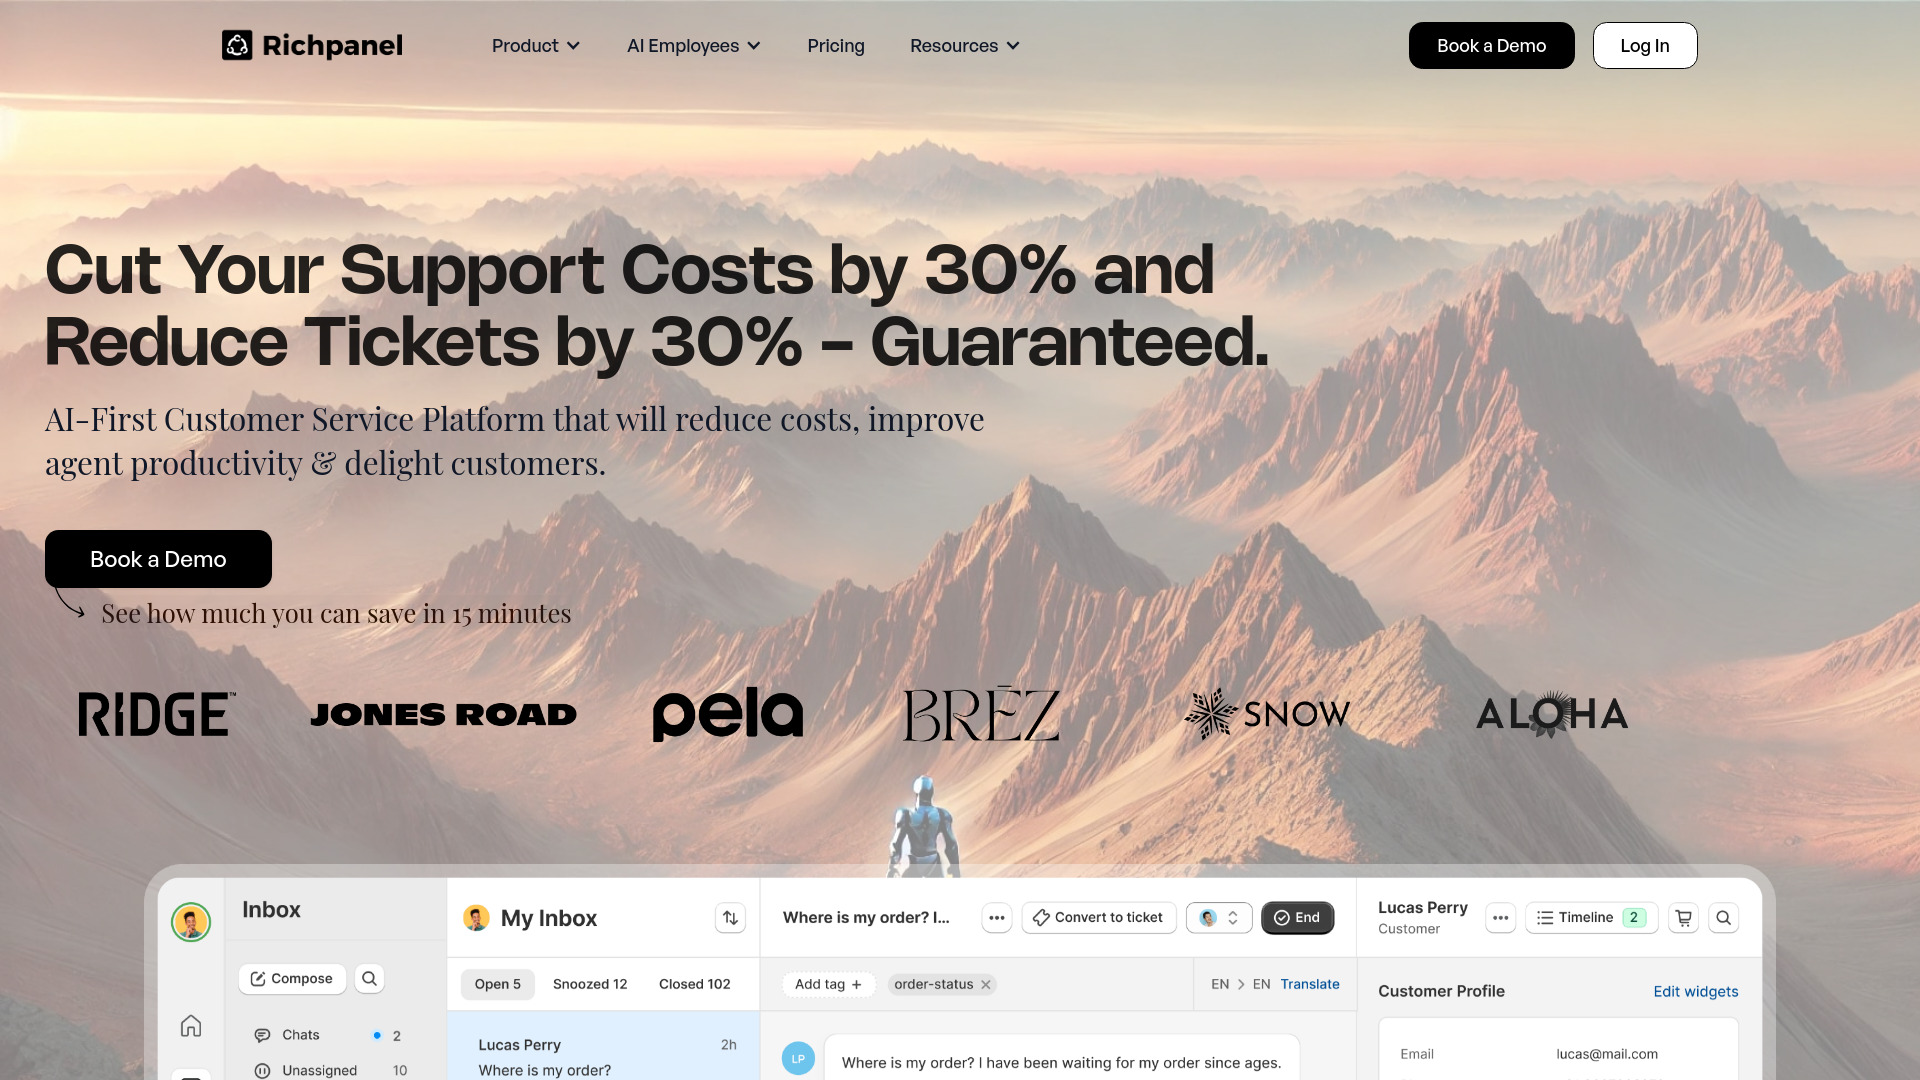 Richpanel
Product
AI Employees
Pricing
Resources
Book a Demo
Log In
Cut Your Support Costs by 30% and
Reduce Tickets by 30% – Guaranteed.
AI-First Customer Service Platform that will reduce costs, improve
agent productivity & delight customers.
Book a Demo
See how much you can save in 15 minutes
RIDGE™
JONES ROAD
pela
BRĒZ
SNOW
ALOHA
Inbox
My Inbox
Where is my order? I...
Convert to ticket
End
Lucas Perry
Customer
Timeline 2
Compose
Open 5
Snoozed 12
Closed 102
Add tag +
order-status
EN > EN Translate
Customer Profile
Edit widgets
Chats 2
Unassigned 10
Lucas Perry 2h
Where is my order?
LP
Where is my order? I have been waiting for my order since ages.
Email lucas@mail.com